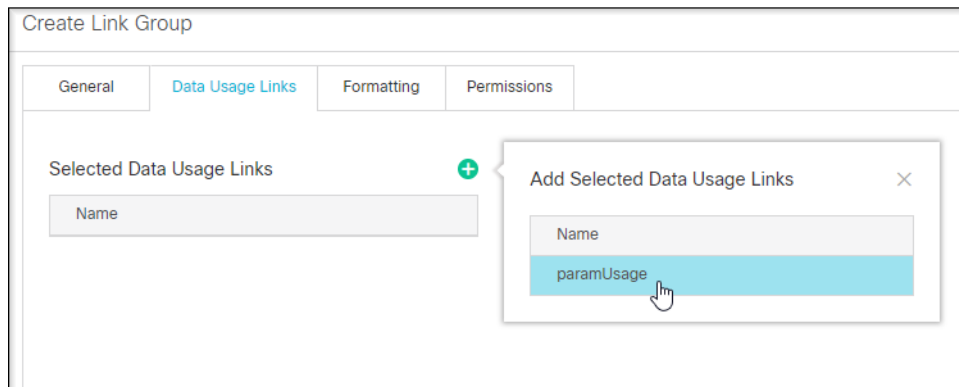 Create Link Group
General Data Usage Links Formatting Permissions
Selected Data Usage Links
Name
Add Selected Data Usage Links
Name
paramUsage